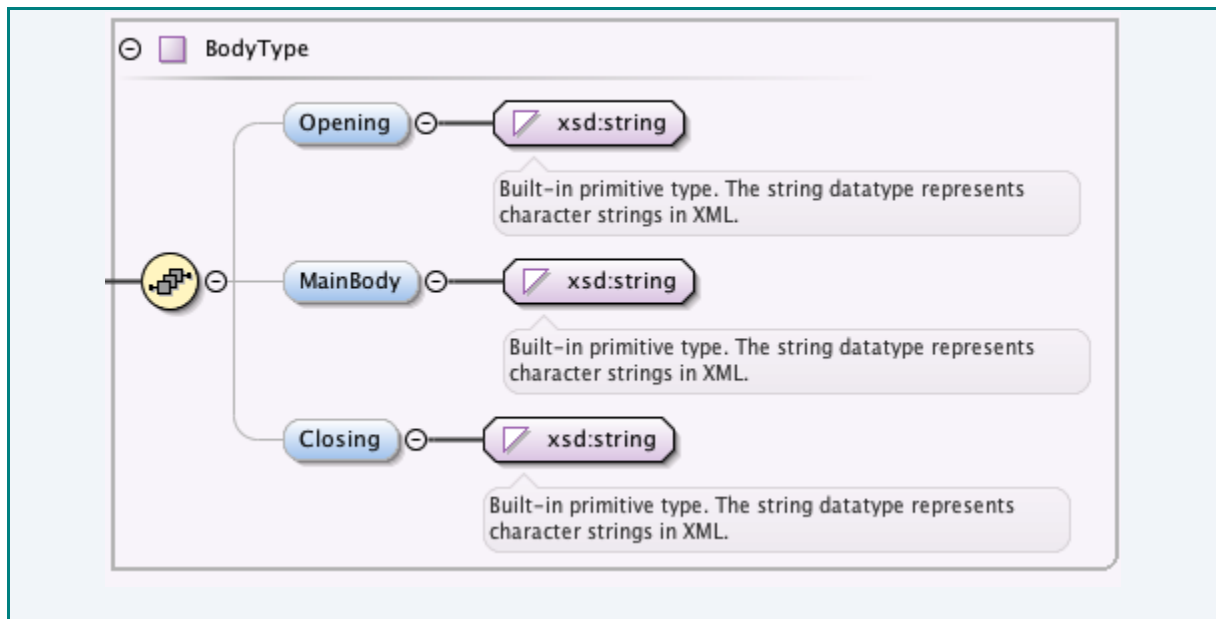 BodyType
Opening
xsd:string
Built-in primitive type. The string datatype represents
character strings in XML.
MainBody
xsd:string
Built-in primitive type. The string datatype represents
character strings in XML.
Closing
xsd:string
Built-in primitive type. The string datatype represents
character strings in XML.